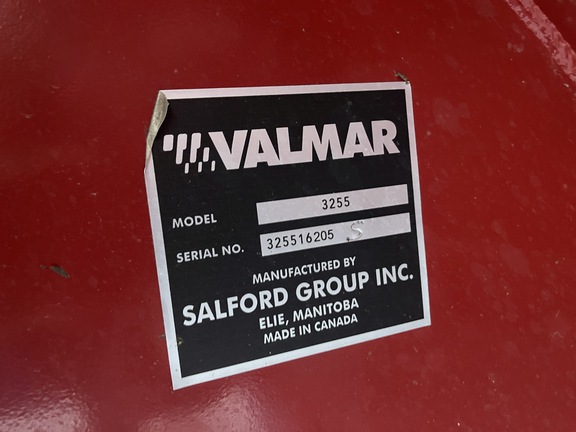 VALMAR
MODEL 3255
SERIAL NO. 325516205 S
MANUFACTURED BY
SALFORD GROUP INC.
ELIE, MANITOBA
MADE IN CANADA